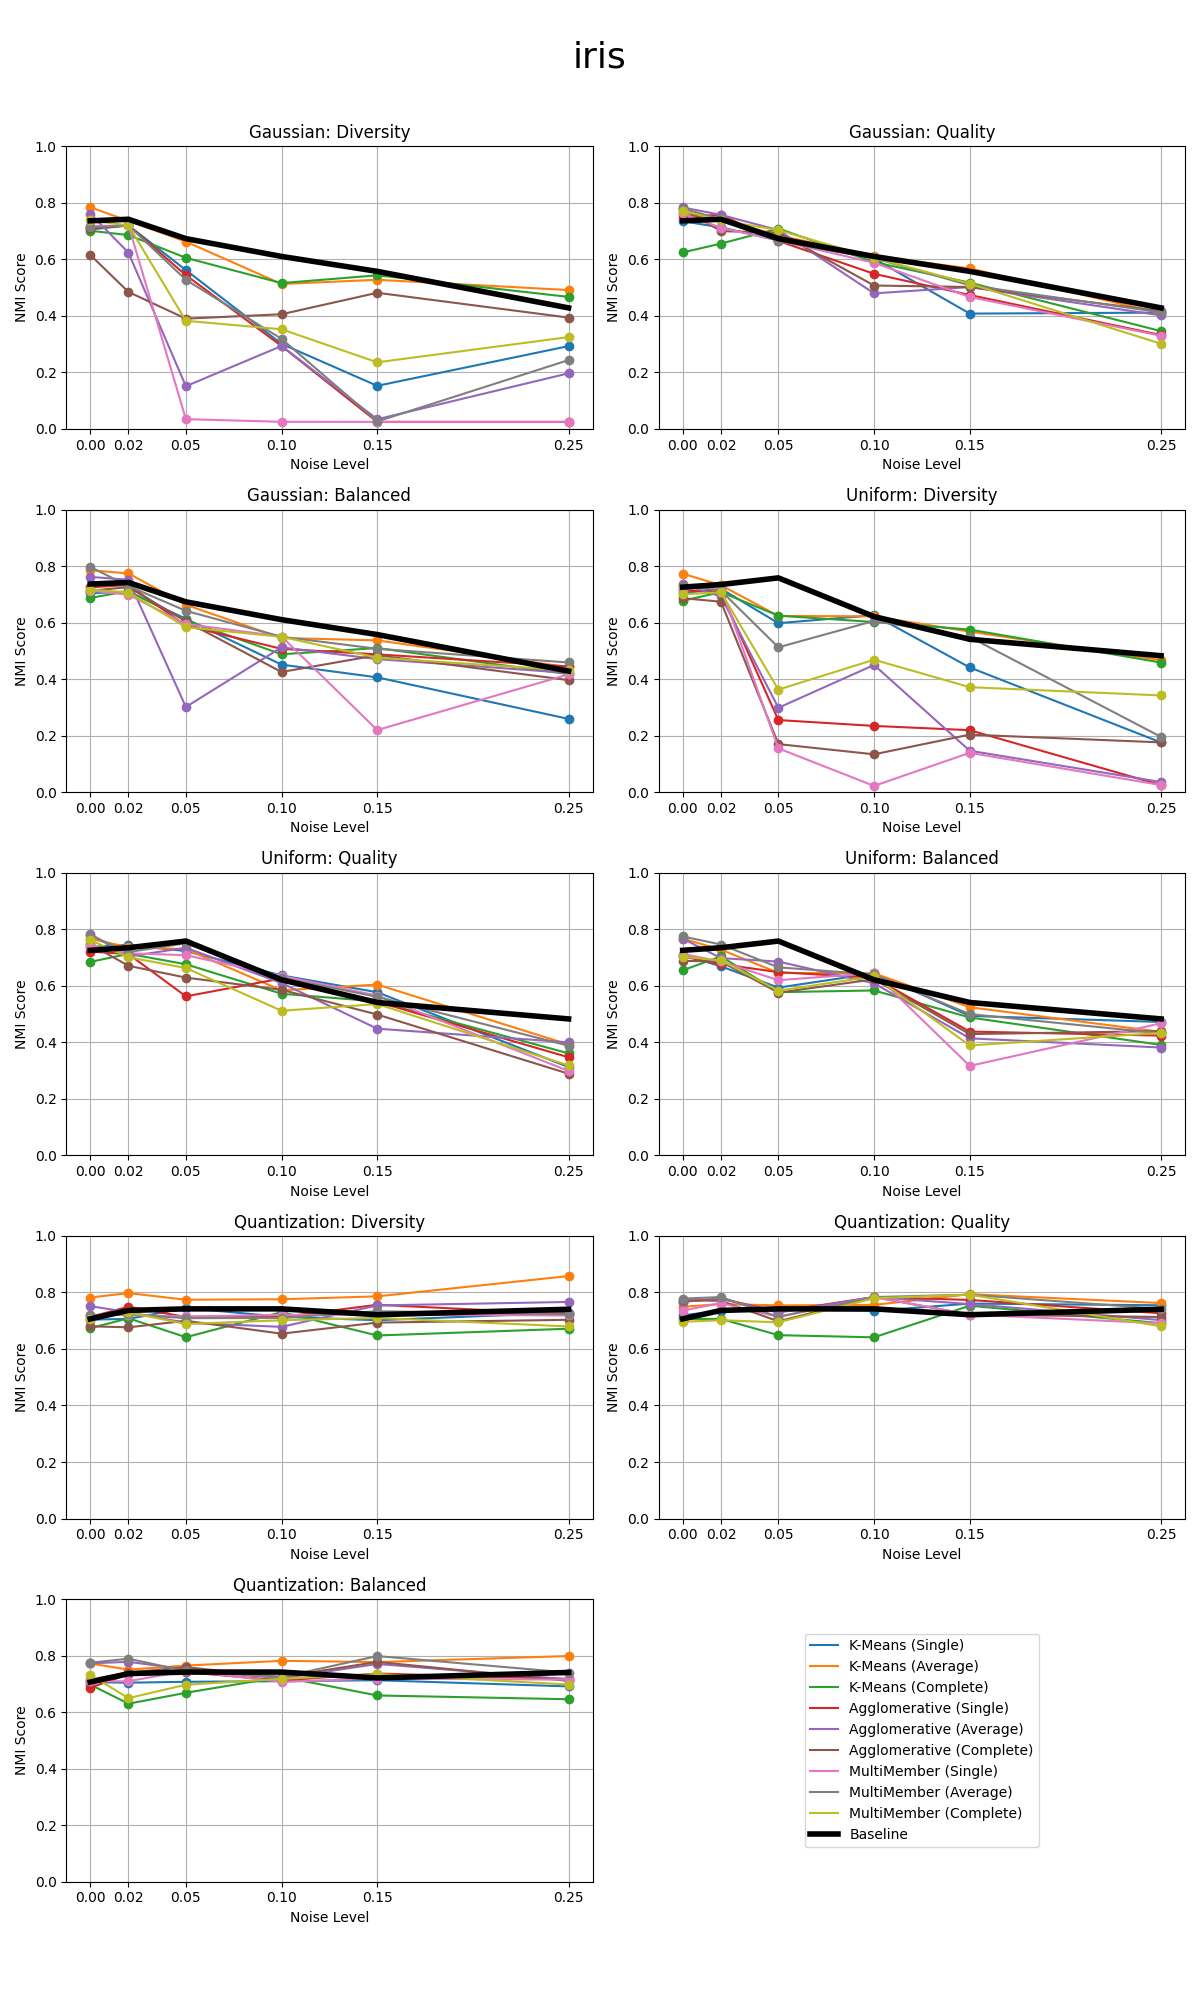 iris
Gaussian: Diversity
NMI Score
1.0
0.8
0.6
0.4
0.2
0.0
0.00 0.02 0.05 0.10 0.15 0.25
Noise Level
Gaussian: Quality
NMI Score
1.0
0.8
0.6
0.4
0.2
0.0
0.00 0.02 0.05 0.10 0.15 0.25
Noise Level
Gaussian: Balanced
NMI Score
1.0
0.8
0.6
0.4
0.2
0.0
0.00 0.02 0.05 0.10 0.15 0.25
Noise Level
Uniform: Diversity
NMI Score
1.0
0.8
0.6
0.4
0.2
0.0
0.00 0.02 0.05 0.10 0.15 0.25
Noise Level
Uniform: Quality
NMI Score
1.0
0.8
0.6
0.4
0.2
0.0
0.00 0.02 0.05 0.10 0.15 0.25
Noise Level
Uniform: Balanced
NMI Score
1.0
0.8
0.6
0.4
0.2
0.0
0.00 0.02 0.05 0.10 0.15 0.25
Noise Level
Quantization: Diversity
NMI Score
1.0
0.8
0.6
0.4
0.2
0.0
0.00 0.02 0.05 0.10 0.15 0.25
Noise Level
Quantization: Quality
NMI Score
1.0
0.8
0.6
0.4
0.2
0.0
0.00 0.02 0.05 0.10 0.15 0.25
Noise Level
Quantization: Balanced
NMI Score
1.0
0.8
0.6
0.4
0.2
0.0
0.00 0.02 0.05 0.10 0.15 0.25
Noise Level
K-Means (Single)
K-Means (Average)
K-Means (Complete)
Agglomerative (Single)
Agglomerative (Average)
Agglomerative (Complete)
MultiMember (Single)
MultiMember (Average)
MultiMember (Complete)
Baseline